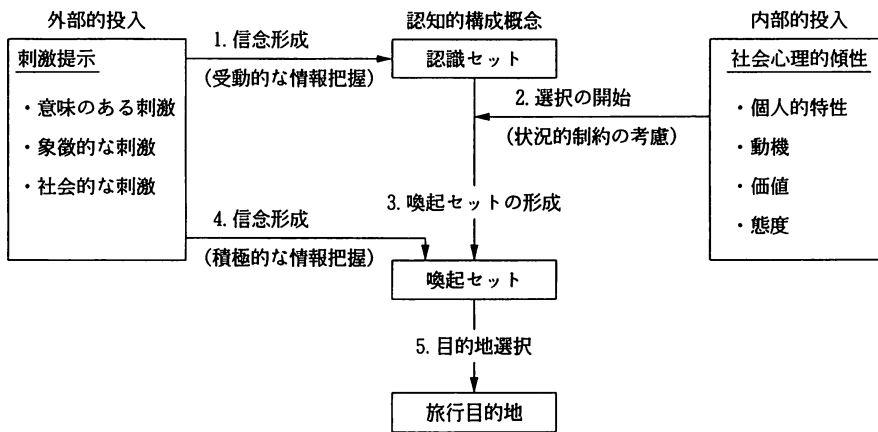 外部的投入
認知的構成概念
内部的投入
刺激提示
・意味のある刺激
・象徴的な刺激
・社会的な刺激
1. 信念形成
(受動的な情報把握)
認識セット
2. 選択の開始
(状況的制約の考慮)
社会心理的傾性
・個人的特性
・動機
・価値
・態度
3. 喚起セットの形成
4. 信念形成
(積極的な情報把握)
喚起セット
5. 目的地選択
旅行目的地